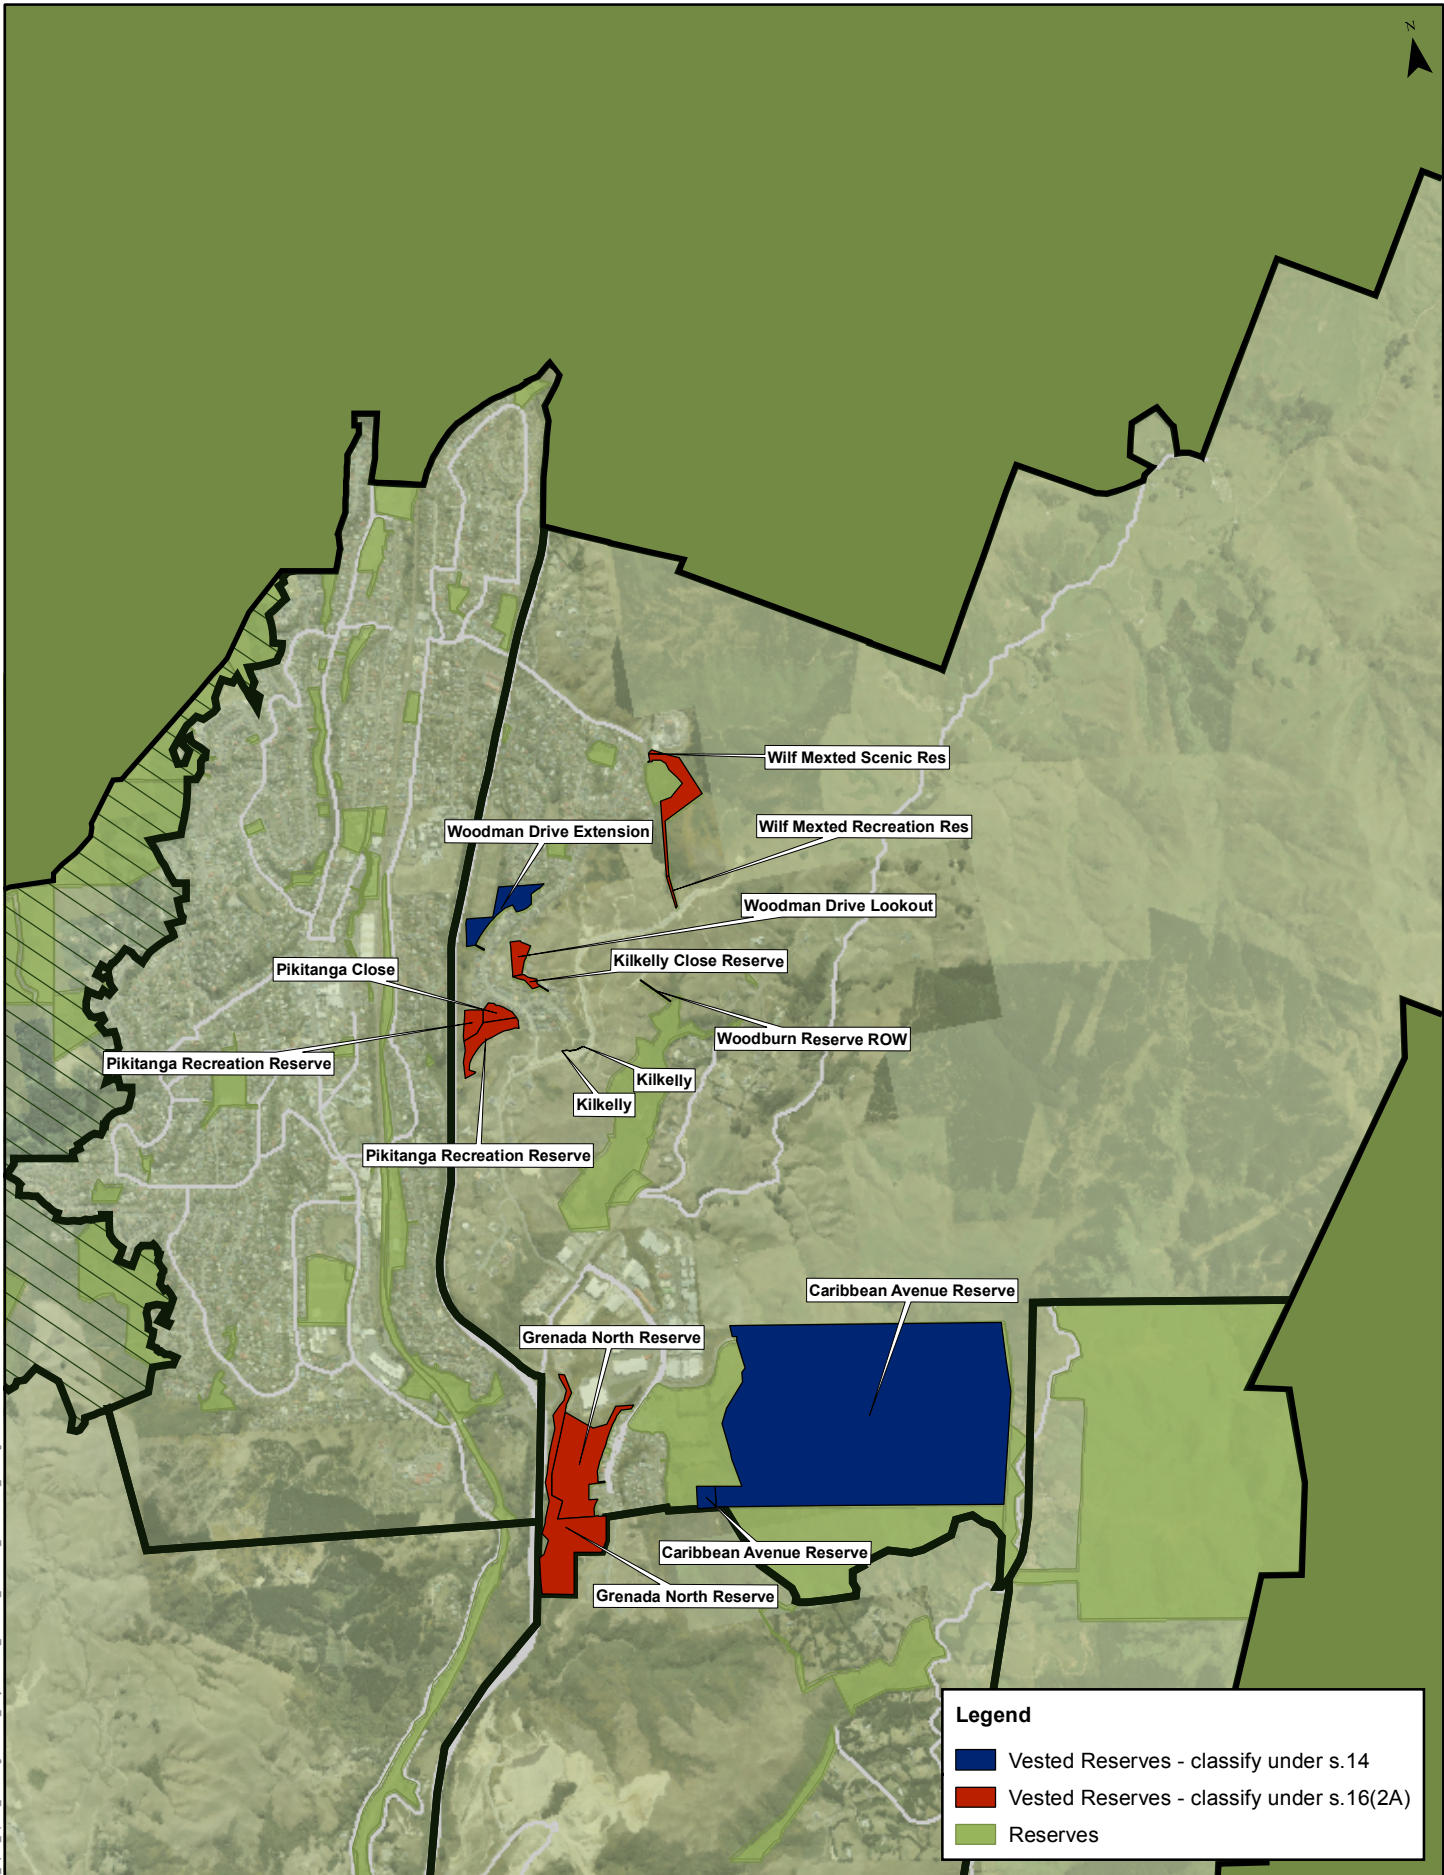 N
Wilf Mexted Scenic Res
Wilf Mexted Recreation Res
Woodman Drive Extension
Woodman Drive Lookout
Kilkelly Close Reserve
Pikitanga Close
Woodburn Reserve ROW
Pikitanga Recreation Reserve
Kilkelly
Kilkelly
Pikitanga Recreation Reserve
Caribbean Avenue Reserve
Grenada North Reserve
Caribbean Avenue Reserve
Grenada North Reserve
Legend
Vested Reserves - classify under s.14
Vested Reserves - classify under s.16(2A)
Reserves